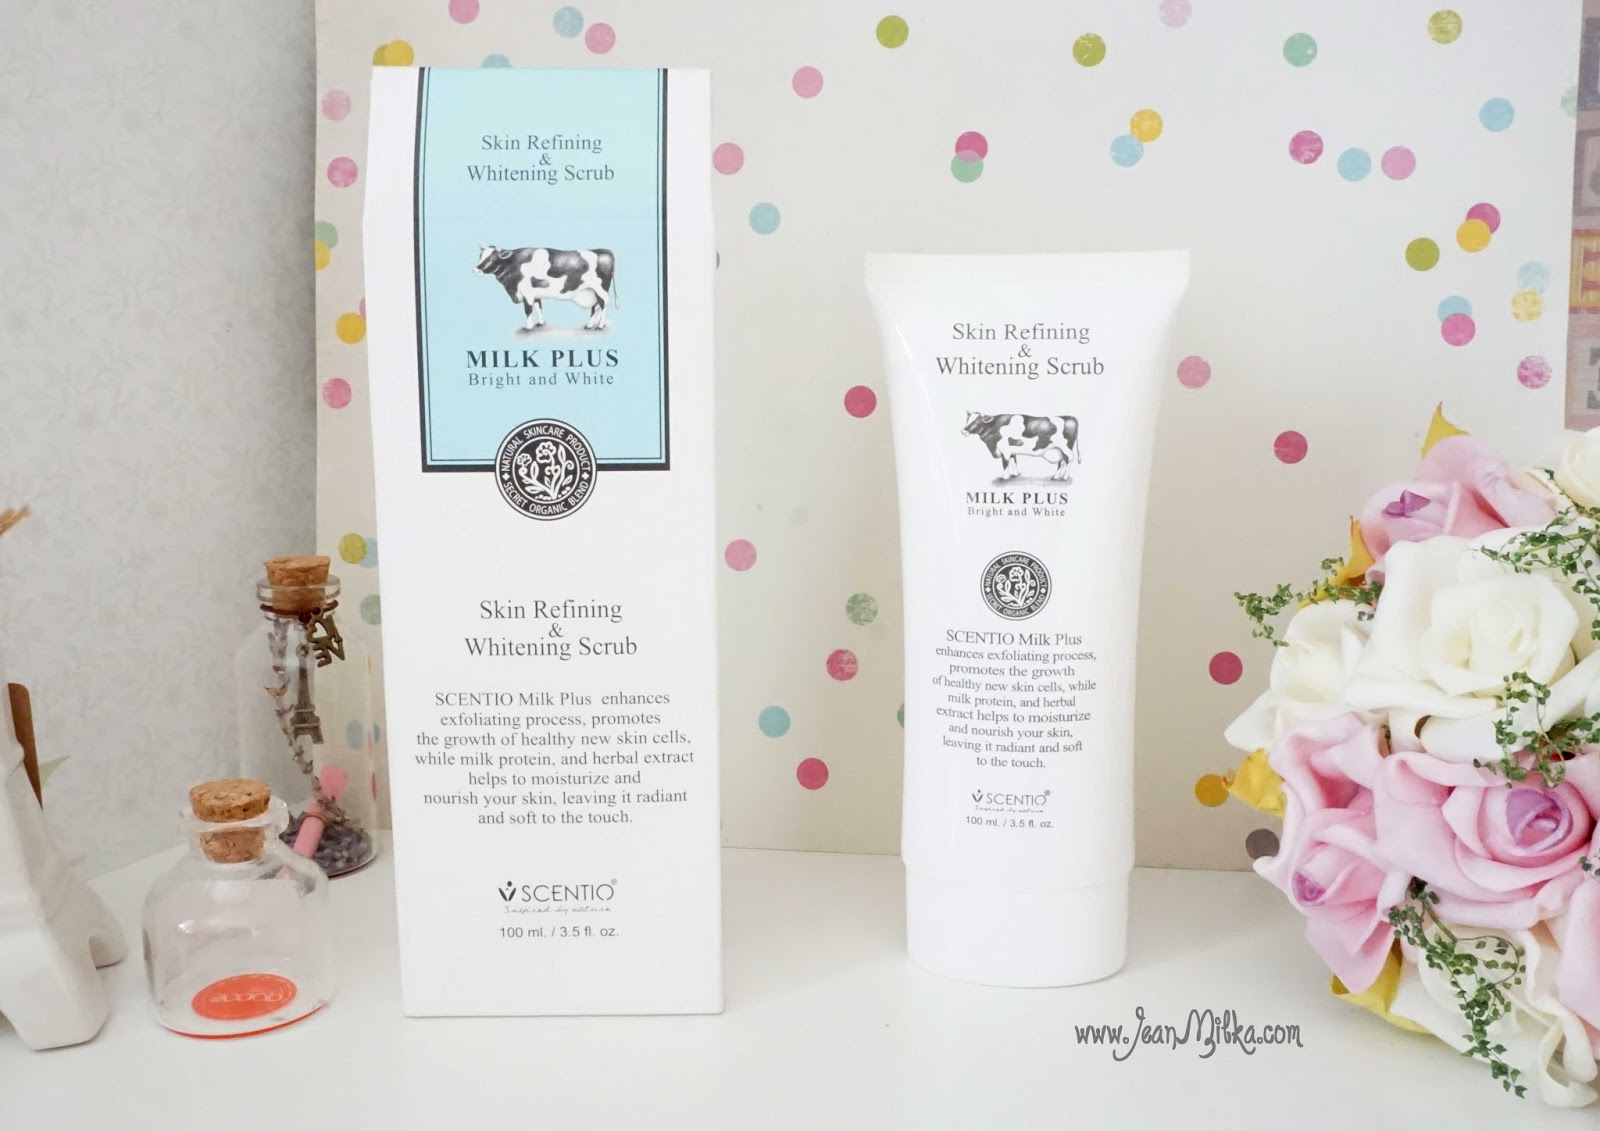 Skin Refining
&
Whitening Scrub
MILK PLUS
Bright and White
NATURAL SKINCARE PRODUCT
SECRET ORGANIC BLEND
Skin Refining
&
Whitening Scrub
SCENTIO Milk Plus enhances
exfoliating process, promotes
the growth of healthy new skin cells,
while milk protein, and herbal extract
helps to moisturize and
nourish your skin, leaving it radiant
and soft to the touch.
SCENTIO®
Inspired by nature
100 ml. / 3.5 fl. oz.
Skin Refining
&
Whitening Scrub
MILK PLUS
Bright and White
NATURAL SKINCARE PRODUCT
SECRET ORGANIC BLEND
SCENTIO Milk Plus
enhances exfoliating process,
promotes the growth
of healthy new skin cells, while
milk protein, and herbal
extract helps to moisturize
and nourish your skin,
leaving it radiant and soft
to the touch.
SCENTIO®
Inspired by nature
100 ml. / 3.5 fl. oz.
www.JeanMilka.com